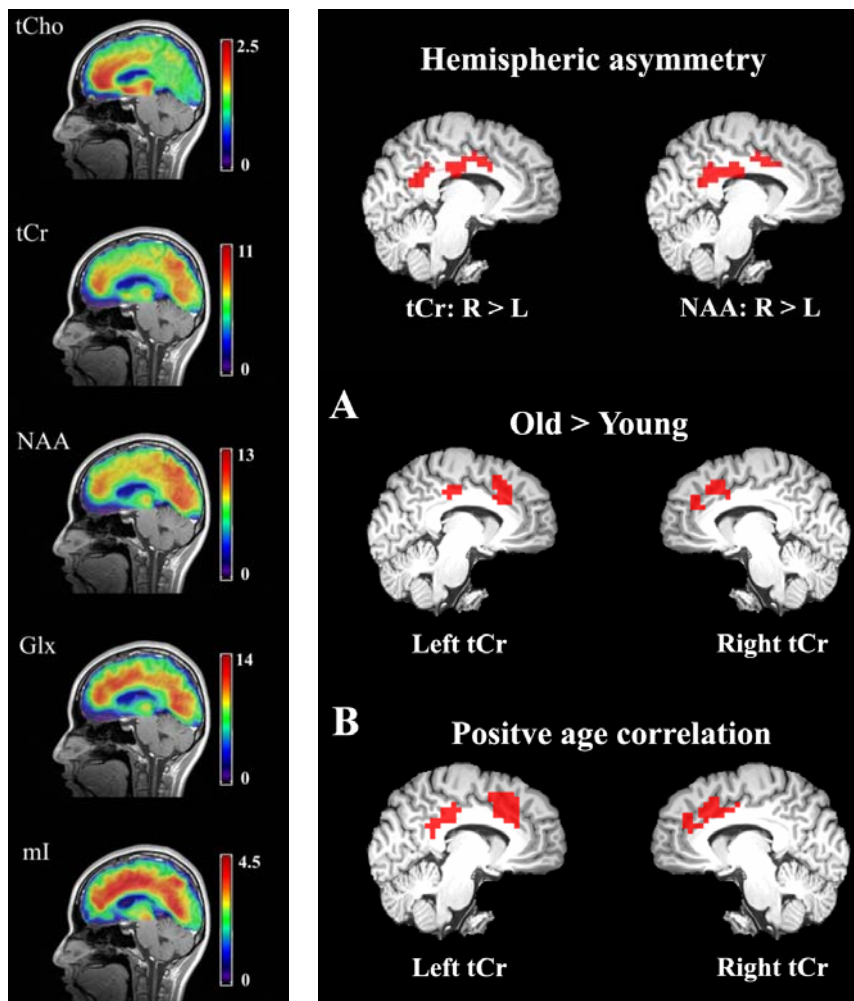 tCho
2.5
0
tCr
11
0
NAA
13
0
Glx
14
0
mI
4.5
0
Hemispheric asymmetry
tCr: R > L
NAA: R > L
A
Old > Young
Left tCr
Right tCr
B
Positve age correlation
Left tCr
Right tCr